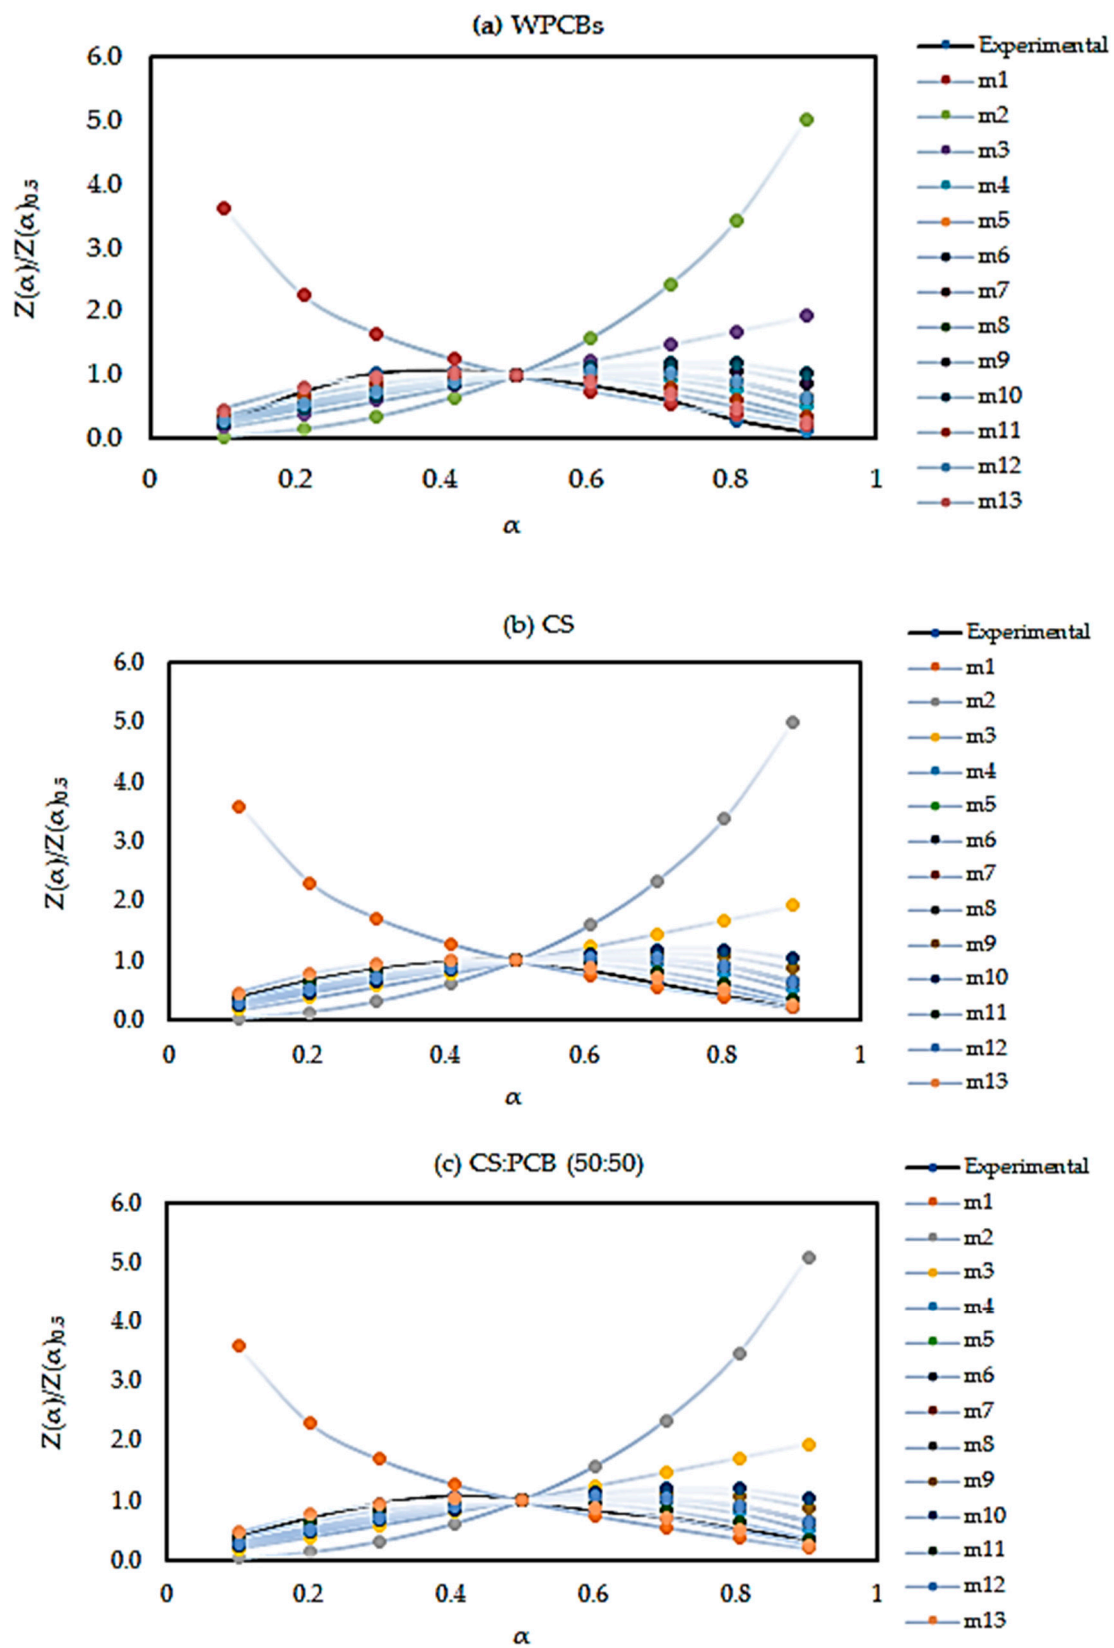 (a) WPCBs
Z(α)/Z(α)0.5
6.0
5.0
4.0
3.0
2.0
1.0
0.0
0 0.2 0.4 0.6 0.8 1
α
Experimental
m1
m2
m3
m4
m5
m6
m7
m8
m9
m10
m11
m12
m13
(b) CS
Z(α)/Z(α)0.5
6.0
5.0
4.0
3.0
2.0
1.0
0.0
0 0.2 0.4 0.6 0.8 1
α
Experimental
m1
m2
m3
m4
m5
m6
m7
m8
m9
m10
m11
m12
m13
(c) CS:PCB (50:50)
Z(α)/Z(α)0.5
6.0
5.0
4.0
3.0
2.0
1.0
0.0
0 0.2 0.4 0.6 0.8 1
α
Experimental
m1
m2
m3
m4
m5
m6
m7
m8
m9
m10
m11
m12
m13